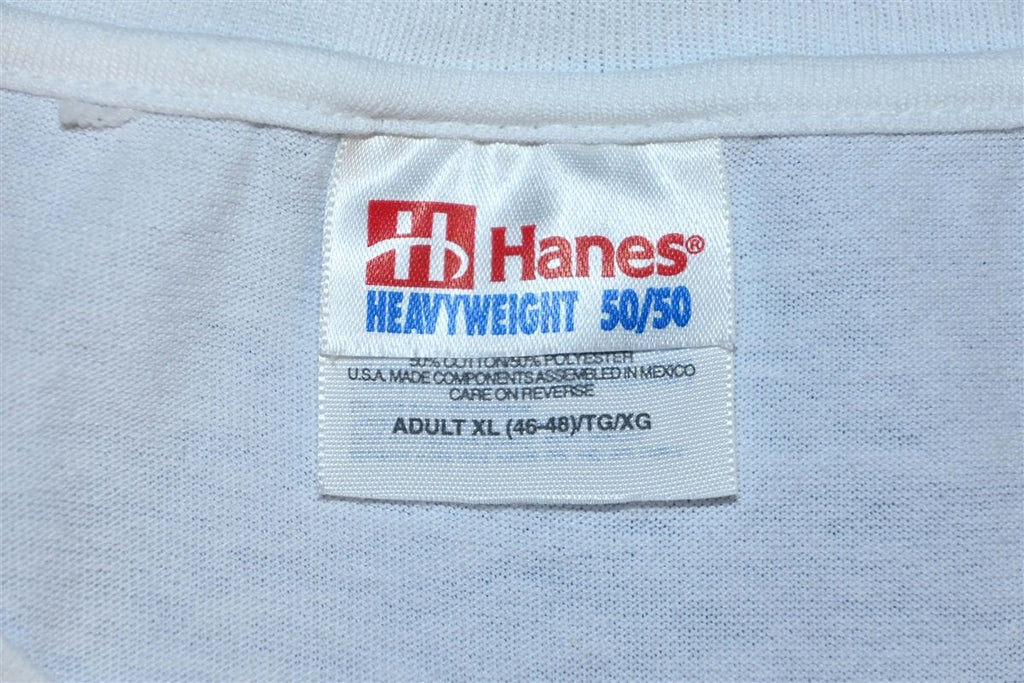 H Hanes®
HEAVYWEIGHT 50/50
50% COTTON/50% POLYESTER
U.S.A. MADE COMPONENTS ASSEMBLED IN MEXICO
CARE ON REVERSE
ADULT XL (46-48)/TG/XG